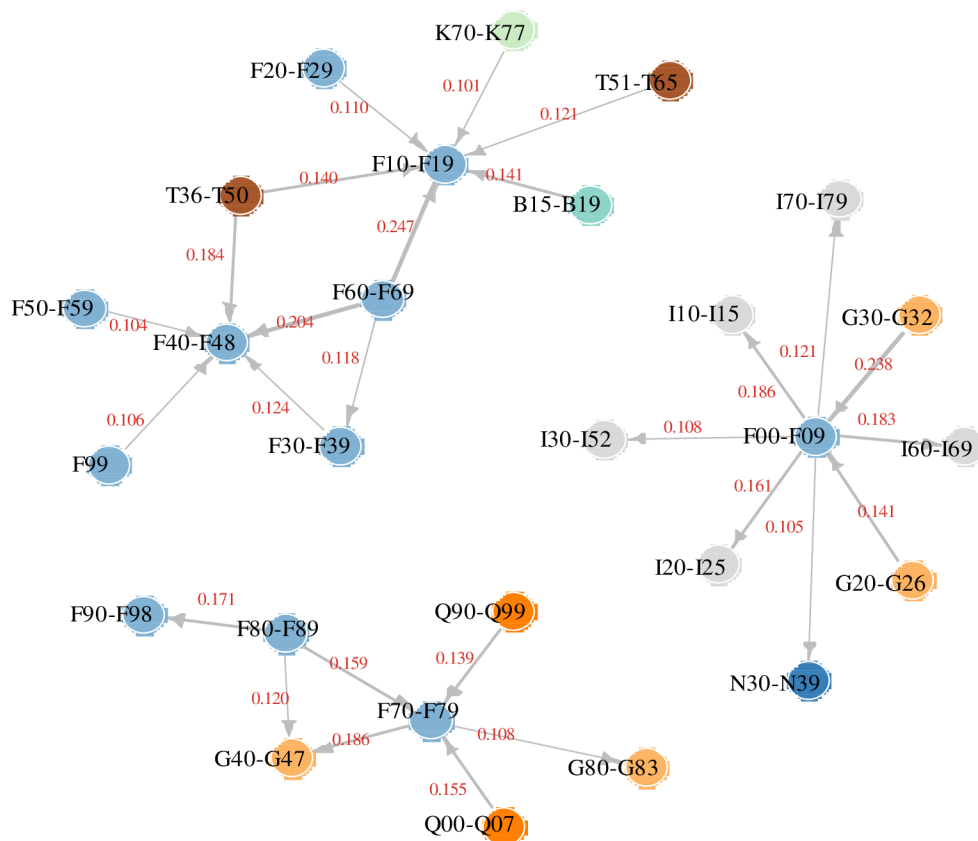 K70-K77
F20-F29
T51-T65
0.101
0.110
0.121
F10-F19
0.140
0.141
T36-T50
B15-B19
I70-I79
0.247
0.184
F60-F69
F50-F59
0.104
0.204
F40-F48
I10-I15
G30-G32
0.118
0.121
0.238
0.186
0.124
0.106
0.183
0.108
F30-F39
F99
I30-I52
F00-F09
I60-I69
0.161
0.141
0.105
I20-I25
G20-G26
F90-F98
0.171
F80-F89
Q90-Q99
0.159
0.139
N30-N39
0.120
F70-F79
0.186
0.108
G40-G47
G80-G83
0.155
Q00-Q07